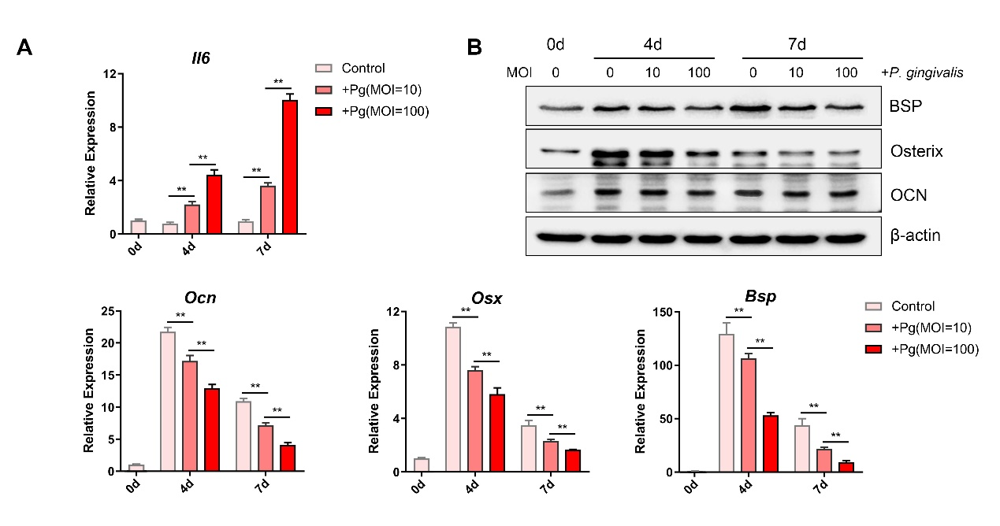 A
Il6
Relative Expression
12
8
4
0
**
**
**
**
0d
4d
7d
Control
+Pg(MOI=10)
+Pg(MOI=100)
B
0d 4d 7d
MOI 0 0 10 100 0 10 100 +P. gingivalis
BSP
Osterix
OCN
β-actin
Ocn
Relative Expression
25
20
15
10
5
0
**
**
**
**
0d
4d
7d
Osx
Relative Expression
12
8
4
0
**
**
**
**
0d
4d
7d
Bsp
Relative Expression
150
100
50
0
**
**
**
**
0d
4d
7d
Control
+Pg(MOI=10)
+Pg(MOI=100)